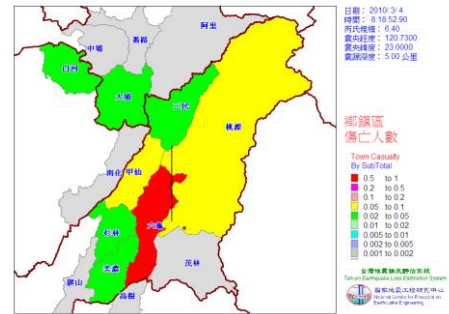 日期： 2010/ 3/ 4
時間： 8.18:52.90
芮氏規模： 6.40
震央經度： 120.7300
震央緯度： 23.0000
震源深度： 5.00 公里
阿里
番路
中埔
白河
大埔
三民
桃源
南化
甲仙
六龜
杉林
美濃
茂林
旗山
高樹
鄉鎮區
傷亡人數
Town Casualty
By SubTotal
0.5 to 1
0.2 to 0.5
0.1 to 0.2
0.05 to 0.1
0.02 to 0.05
0.01 to 0.02
0.005 to 0.01
0.002 to 0.005
0.001 to 0.002
台灣地震損失評估系統
Taiwan Earthquake Loss Estimation System
國家地震工程研究中心
National Center for Research on
Earthquake Engineering